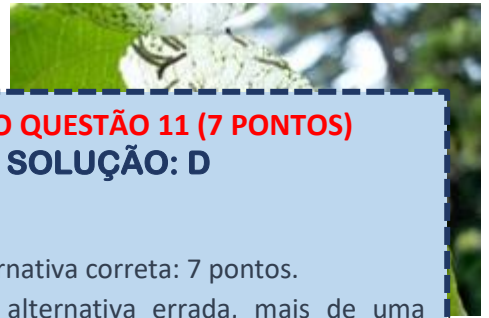 O QUESTÃO 11 (7 PONTOS)
SOLUÇÃO: D
alternativa correta: 7 pontos.
alternativa errada, mais de uma